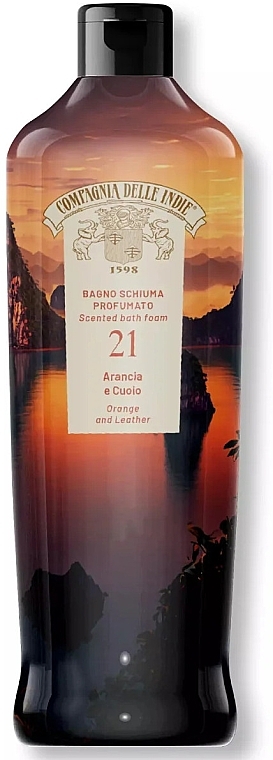 COMPAGNIA DELLE INDIE
1598
BAGNO SCHIUMA
PROFUMATO
Scented bath foam
21
Arancia
e Cuoio
Orange
and Leather